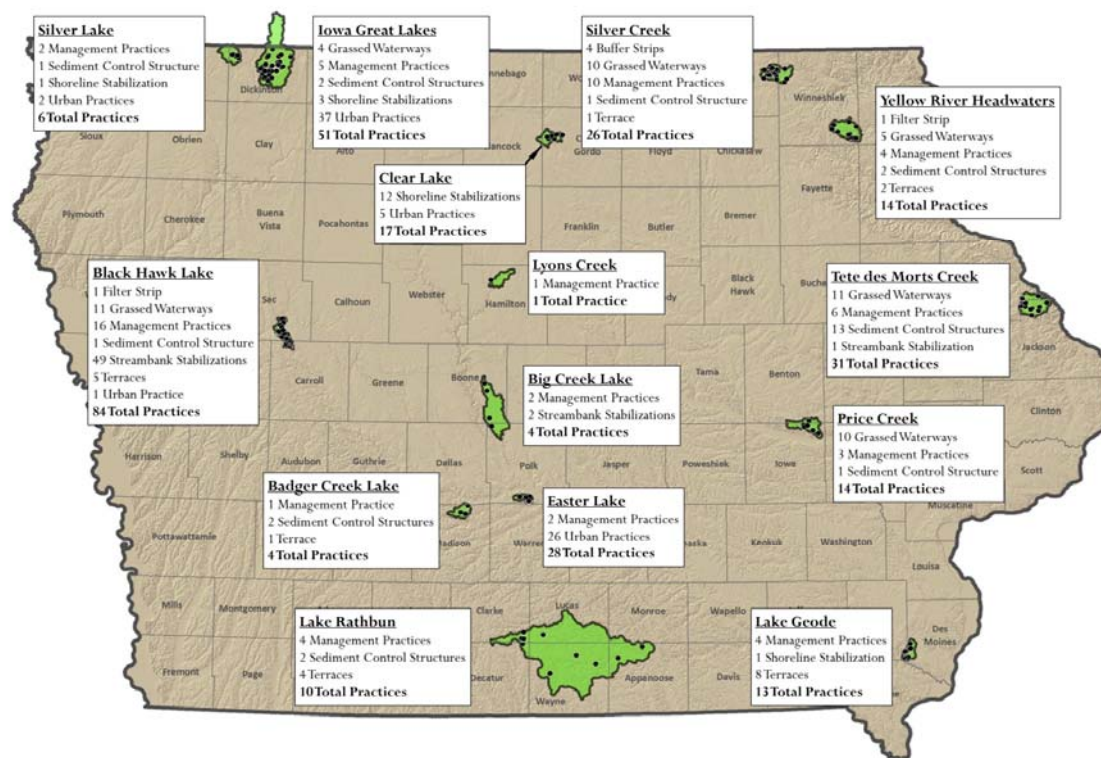 Silver Lake
2 Management Practices
1 Sediment Control Structure
1 Shoreline Stabilization
2 Urban Practices
6 Total Practices
Iowa Great Lakes
4 Grassed Waterways
5 Management Practices
2 Sediment Control Structures
3 Shoreline Stabilizations
37 Urban Practices
51 Total Practices
Silver Creek
4 Buffer Strips
10 Grassed Waterways
10 Management Practices
1 Sediment Control Structure
1 Terrace
26 Total Practices
Yellow River Headwaters
1 Filter Strip
5 Grassed Waterways
4 Management Practices
2 Sediment Control Structures
2 Terraces
14 Total Practices
Clear Lake
12 Shoreline Stabilizations
5 Urban Practices
17 Total Practices
Lyons Creek
1 Management Practice
1 Total Practice
Black Hawk Lake
1 Filter Strip
11 Grassed Waterways
16 Management Practices
1 Sediment Control Structure
49 Streambank Stabilizations
5 Terraces
1 Urban Practice
84 Total Practices
Tete des Morts Creek
11 Grassed Waterways
6 Management Practices
13 Sediment Control Structures
1 Streambank Stabilization
31 Total Practices
Big Creek Lake
2 Management Practices
2 Streambank Stabilizations
4 Total Practices
Price Creek
10 Grassed Waterways
3 Management Practices
1 Sediment Control Structure
14 Total Practices
Badger Creek Lake
1 Management Practice
2 Sediment Control Structures
1 Terrace
4 Total Practices
Easter Lake
2 Management Practices
26 Urban Practices
28 Total Practices
Lake Rathbun
4 Management Practices
2 Sediment Control Structures
4 Terraces
10 Total Practices
Lake Geode
4 Management Practices
1 Shoreline Stabilization
8 Terraces
13 Total Practices
Dickinson
Winneshiek
Sioux
Obrien
Clay
Gordo
Floyd
Chickasaw
Fayette
Plymouth
Cherokee
Buena
Vista
Pocahontas
Franklin
Butler
Bremer
Sac
Calhoun
Webster
Hamilton
Black
Hawk
Jackson
Carroll
Greene
Boone
Tama
Benton
Clinton
Harrison
Shelby
Audubon
Guthrie
Dallas
Polk
Jasper
Poweshiek
Iowa
Scott
Muscatine
Pottawattamie
Keokuk
Washington
Louisa
Mills
Montgomery
Clarke
Lucas
Monroe
Wapello
Des
Moines
Fremont
Page
Decatur
Wayne
Appanoose
Davis